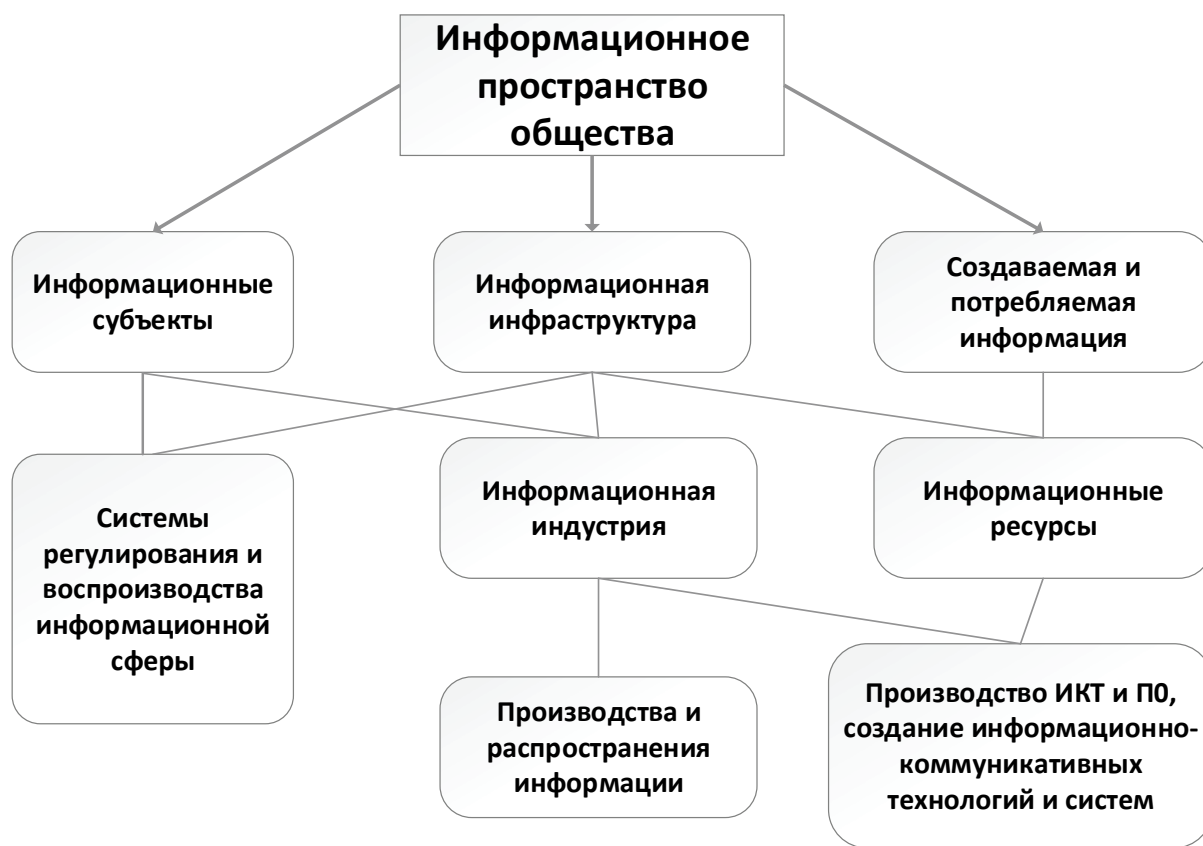 Информационное
пространство
общества
Информационные
субъекты
Информационная
инфраструктура
Создаваемая и
потребляемая
информация
Системы
регулирования и
воспроизводства
информационной
сферы
Информационная
индустрия
Информационные
ресурсы
Производства и
распространения
информации
Производство ИКТ и П0,
создание информационно-
коммуникативных
технологий и систем